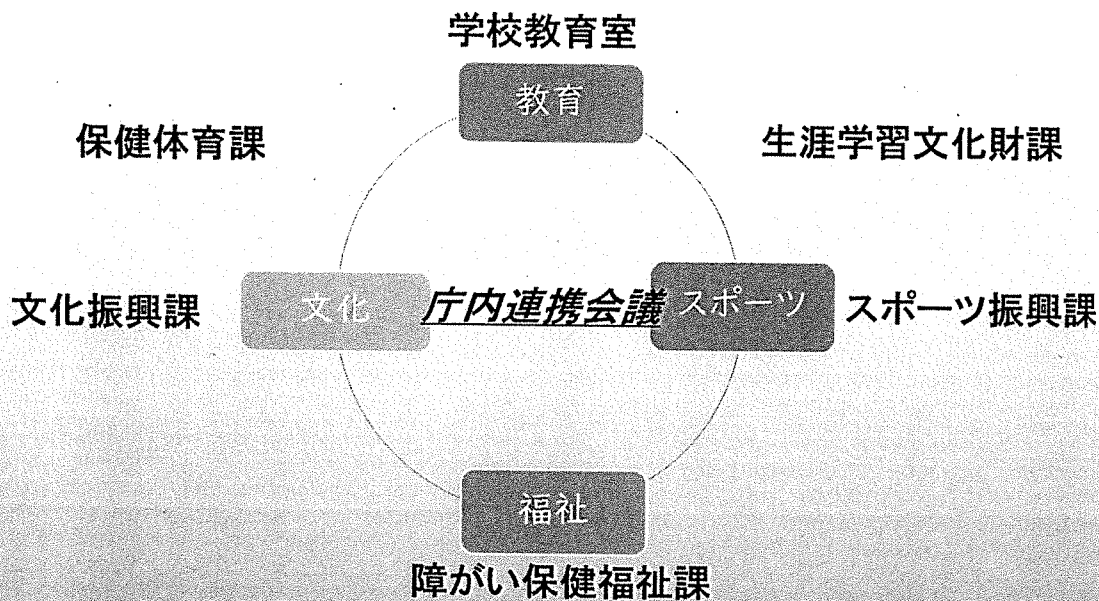 学校教育室
教育
保健体育課
生涯学習文化財課
文化振興課
文化
庁内連携会議
スポーツ
スポーツ振興課
福祉
障がい保健福祉課